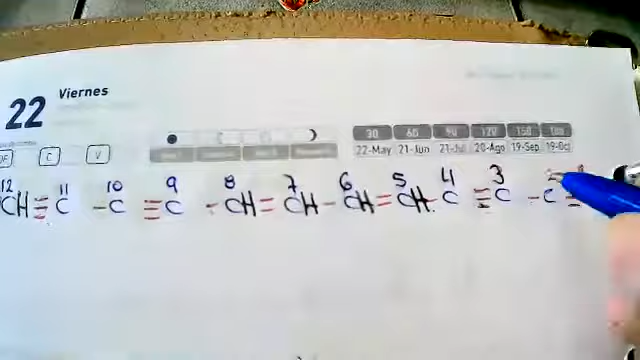 Viernes
22
30 60 90 120 150 180
22-May 21-Jun 21-Jul 20-Ago 19-Sep 19-Oct
C V
12 11 10 9 8 7 6 5 4 3
CH≡C-C≡C-CH=CH-CH=CH-C≡C-C≡